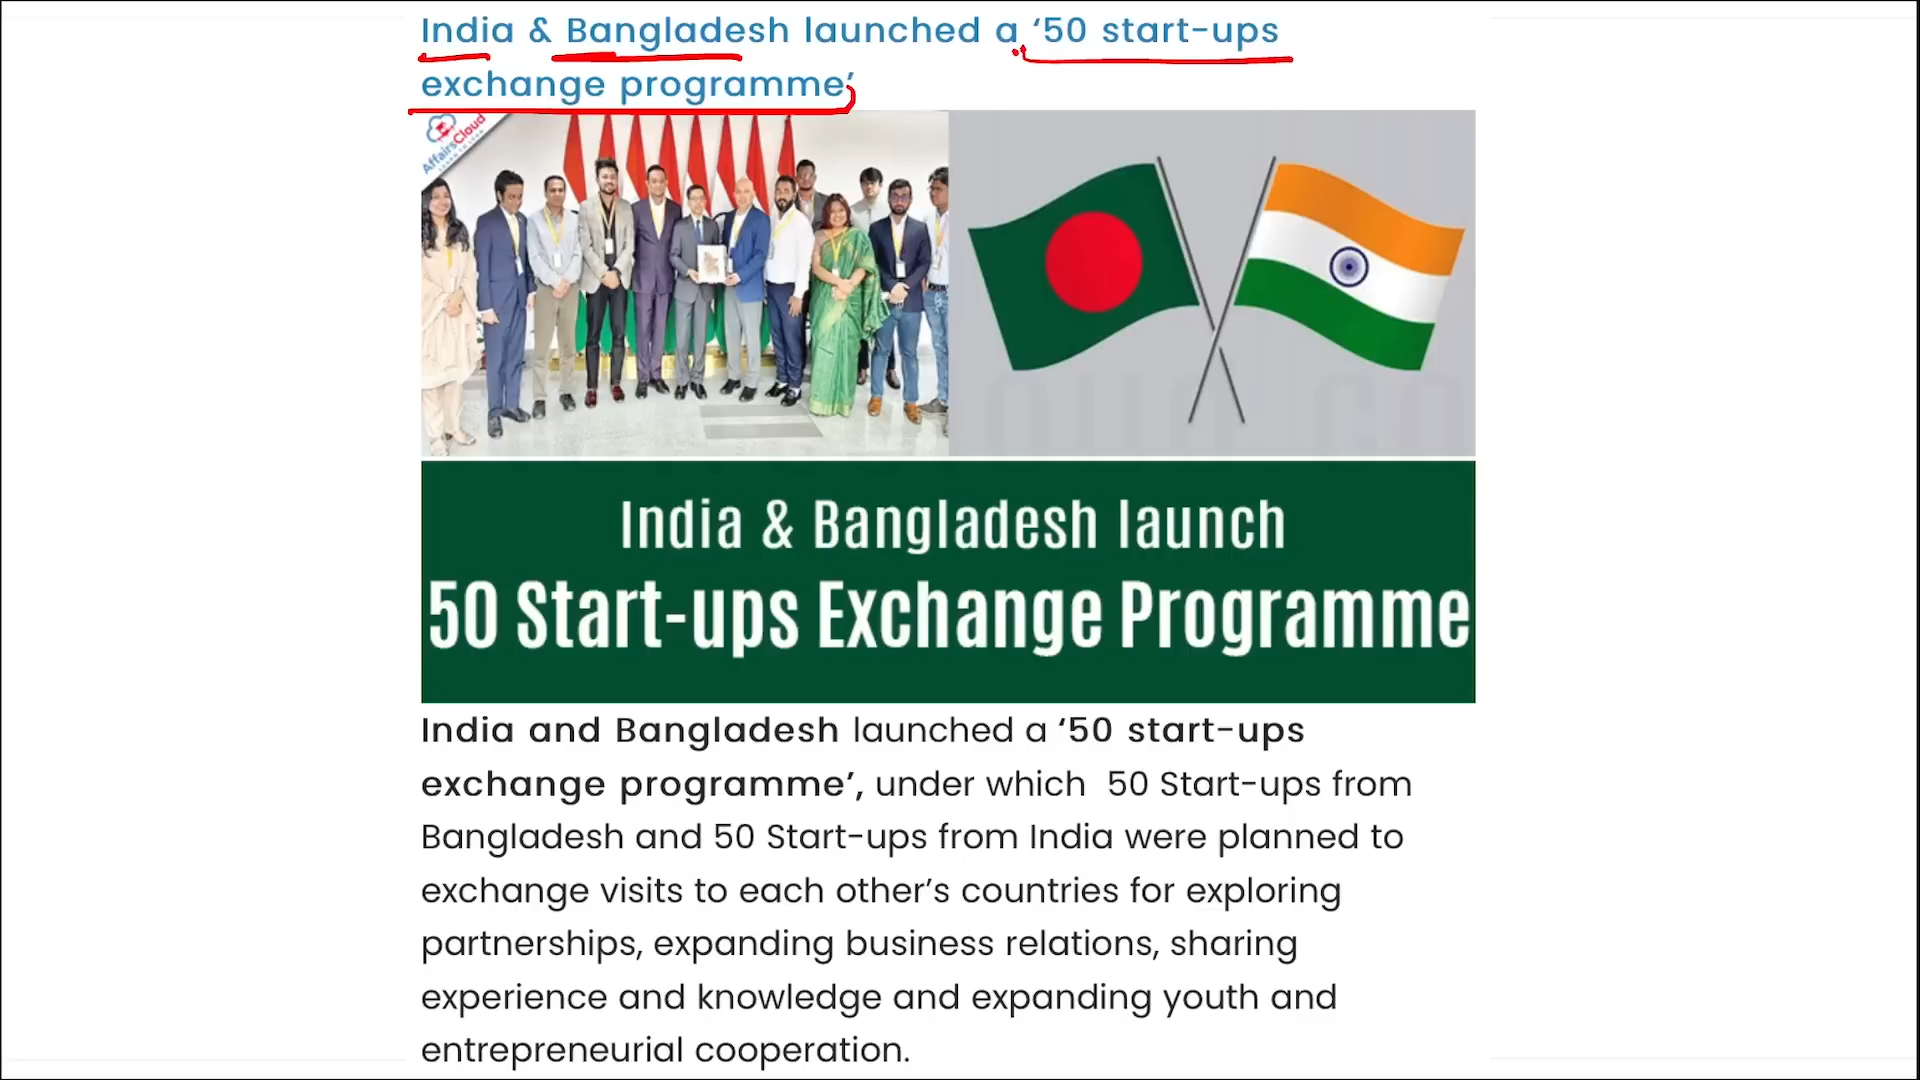 India & Bangladesh launched a ‘50 start-ups
exchange programme’
AffairsCloud
India & Bangladesh launch
50 Start-ups Exchange Programme
India and Bangladesh launched a ‘50 start-ups
exchange programme’, under which 50 Start-ups from
Bangladesh and 50 Start-ups from India were planned to
exchange visits to each other’s countries for exploring
partnerships, expanding business relations, sharing
experience and knowledge and expanding youth and
entrepreneurial cooperation.